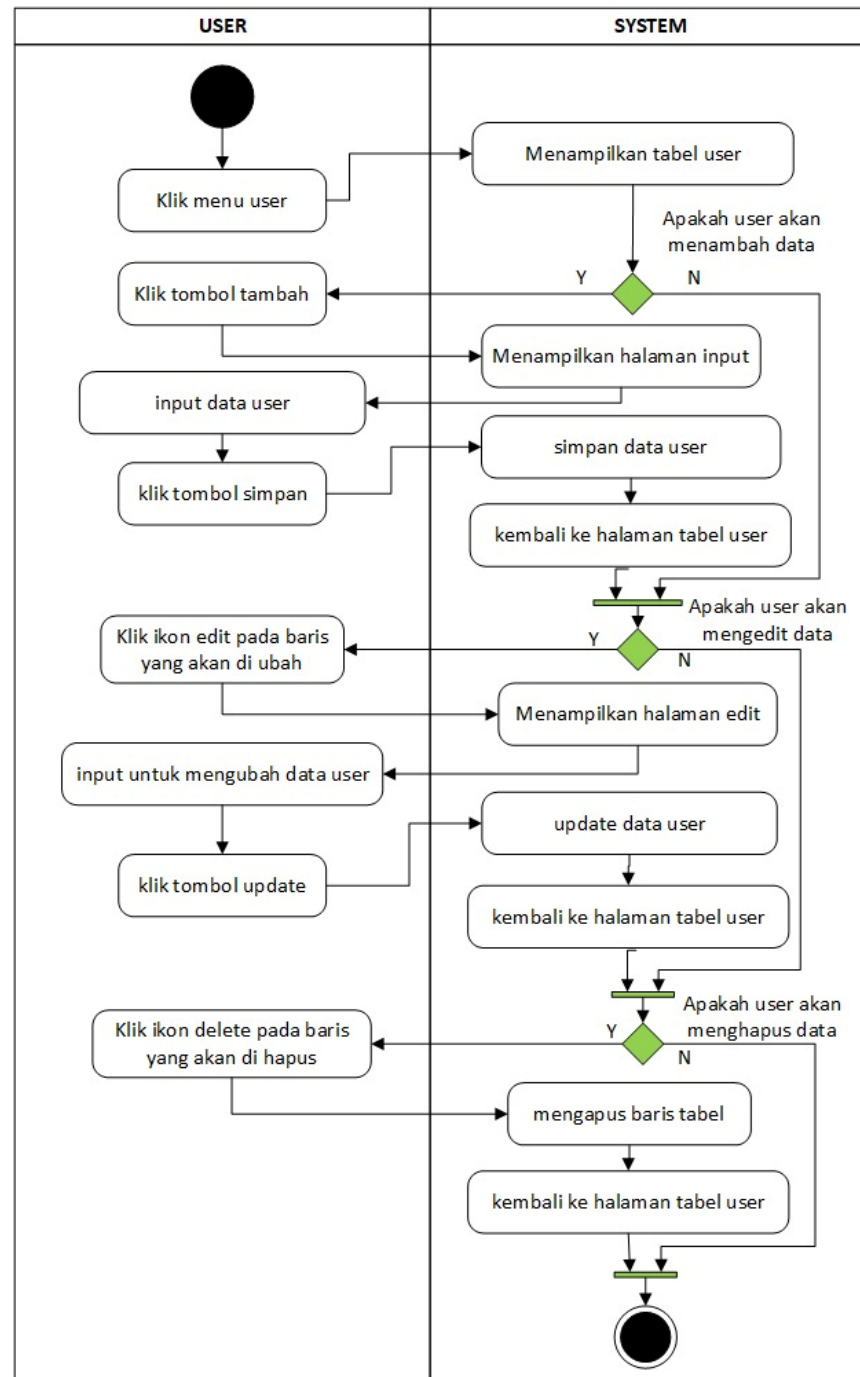 USER
SYSTEM
Menampilkan tabel user
Klik menu user
Apakah user akan
menambah data
Y
N
Klik tombol tambah
Menampilkan halaman input
input data user
simpan data user
klik tombol simpan
kembali ke halaman tabel user
Apakah user akan
mengedit data
Klik ikon edit pada baris
yang akan di ubah
Y
N
Menampilkan halaman edit
input untuk mengubah data user
update data user
klik tombol update
kembali ke halaman tabel user
Apakah user akan
menghapus data
Klik ikon delete pada baris
yang akan di hapus
Y
N
mengapus baris tabel
kembali ke halaman tabel user